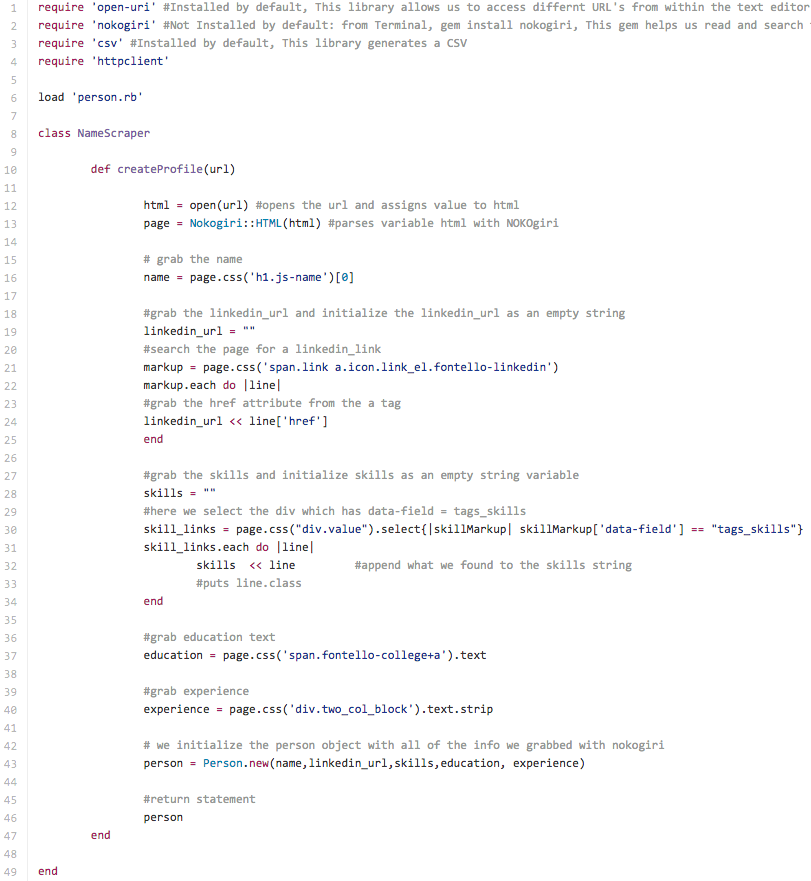 1 require 'open-uri' #Installed by default, This library allows us to access differnt URL's from within the text editor
2 require 'nokogiri' #Not Installed by default: from Terminal, gem install nokogiri, This gem helps us read and search
3 require 'csv' #Installed by default, This library generates a CSV
4 require 'httpclient'
5
6 load 'person.rb'
7
8 class NameScraper
9
10 def createProfile(url)
11
12 html = open(url) #opens the url and assigns value to html
13 page = Nokogiri::HTML(html) #parses variable html with NOKOgiri
14
15 # grab the name
16 name = page.css('h1.js-name')[0]
17
18 #grab the linkedin_url and initialize the linkedin_url as an empty string
19 linkedin_url = ""
20 #search the page for a linkedin_link
21 markup = page.css('span.link a.icon.link_el.fontello-linkedin')
22 markup.each do |line|
23 #grab the href attribute from the a tag
24 linkedin_url << line['href']
25 end
26
27 #grab the skills and initialize skills as an empty string variable
28 skills = ""
29 #here we select the div which has data-field = tags_skills
30 skill_links = page.css("div.value").select{|skillMarkup| skillMarkup['data-field'] == "tags_skills"}
31 skill_links.each do |line|
32 skills  << line         #append what we found to the skills string
33 #puts line.class
34 end
35
36 #grab education text
37 education = page.css('span.fontello-college+a').text
38
39 #grab experience
40 experience = page.css('div.two_col_block').text.strip
41
42 # we initialize the person object with all of the info we grabbed with nokogiri
43 person = Person.new(name,linkedin_url,skills,education, experience)
44
45 #return statement
46 person
47 end
48
49 end